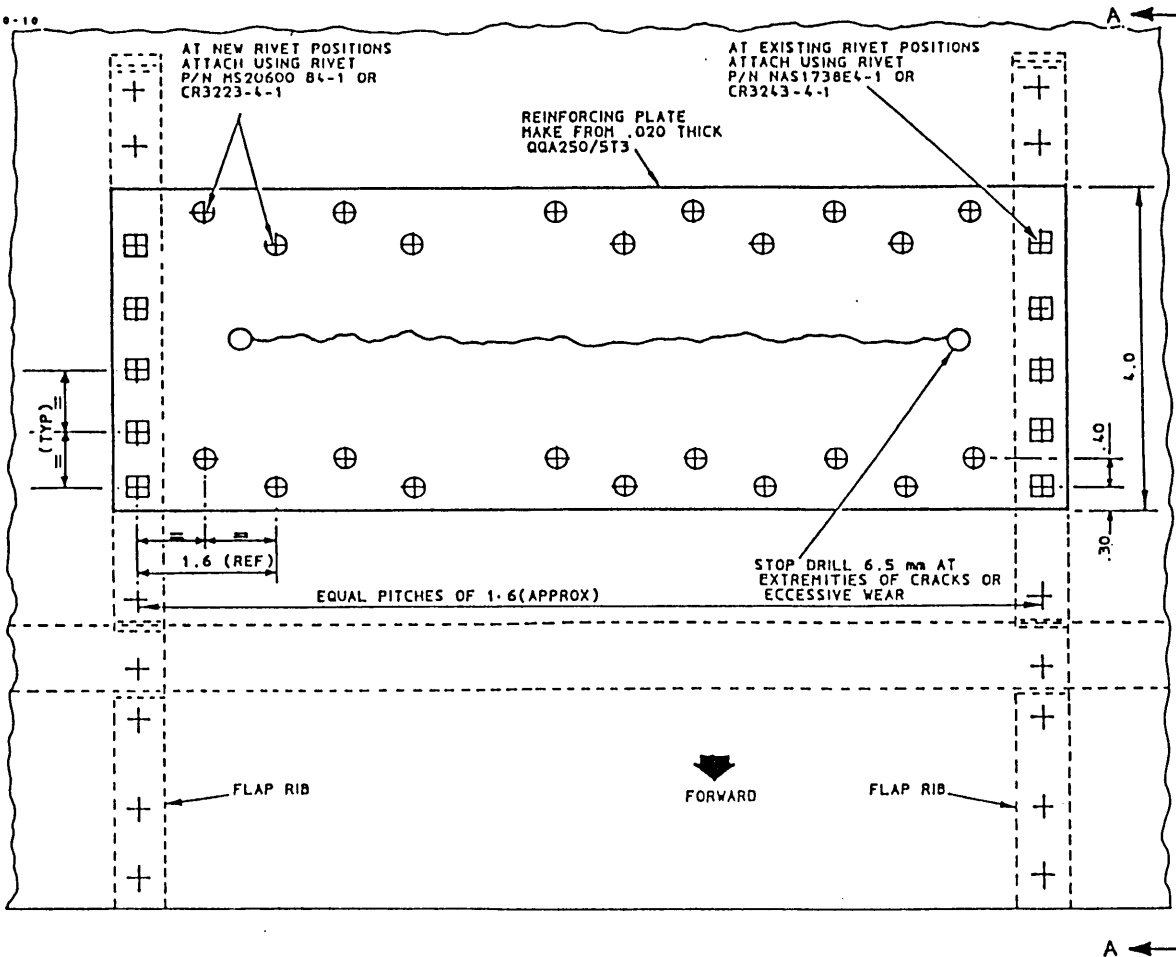 0-10
A
AT NEW RIVET POSITIONS
ATTACH USING RIVET
P/N MS20600 B4-1 OR
CR3223-4-1
AT EXISTING RIVET POSITIONS
ATTACH USING RIVET
P/N NAS1738E4-1 OR
CR3243-4-1
REINFORCING PLATE
MAKE FROM .020 THICK
QQA250/5T3
= (TYP) =
4.0
.40
.30
= =
1.6 (REF)
STOP DRILL 6.5 mm AT
EXTREMITIES OF CRACKS OR
ECCESSIVE WEAR
EQUAL PITCHES OF 1.6(APPROX)
FLAP RIB
FORWARD
FLAP RIB
A